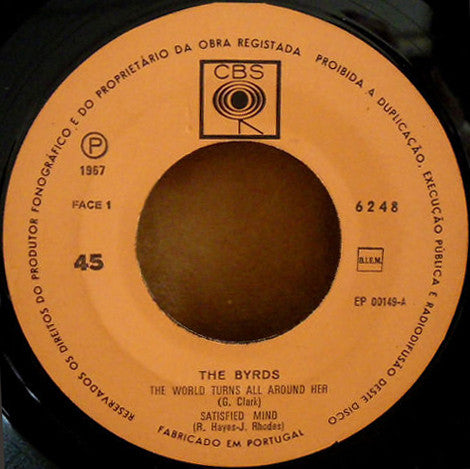 RESERVADOS OS DIREITOS DO PRODUTOR FONOGRÁFICO E DO PROPRIETÁRIO DA OBRA REGISTADA
PROIBIDA A DUPLICAÇÃO, EXECUÇÃO PÚBLICA E RADIODIFUSÃO DESTE DISCO
CBS
P
1967
FACE 1
6248
45
B.I.E.M.
EP 00149-A
THE BYRDS
THE WORLD TURNS ALL AROUND HER
(G. Clark)
SATISFIED MIND
(R. Hayes-J. Rhodes)
FABRICADO EM PORTUGAL